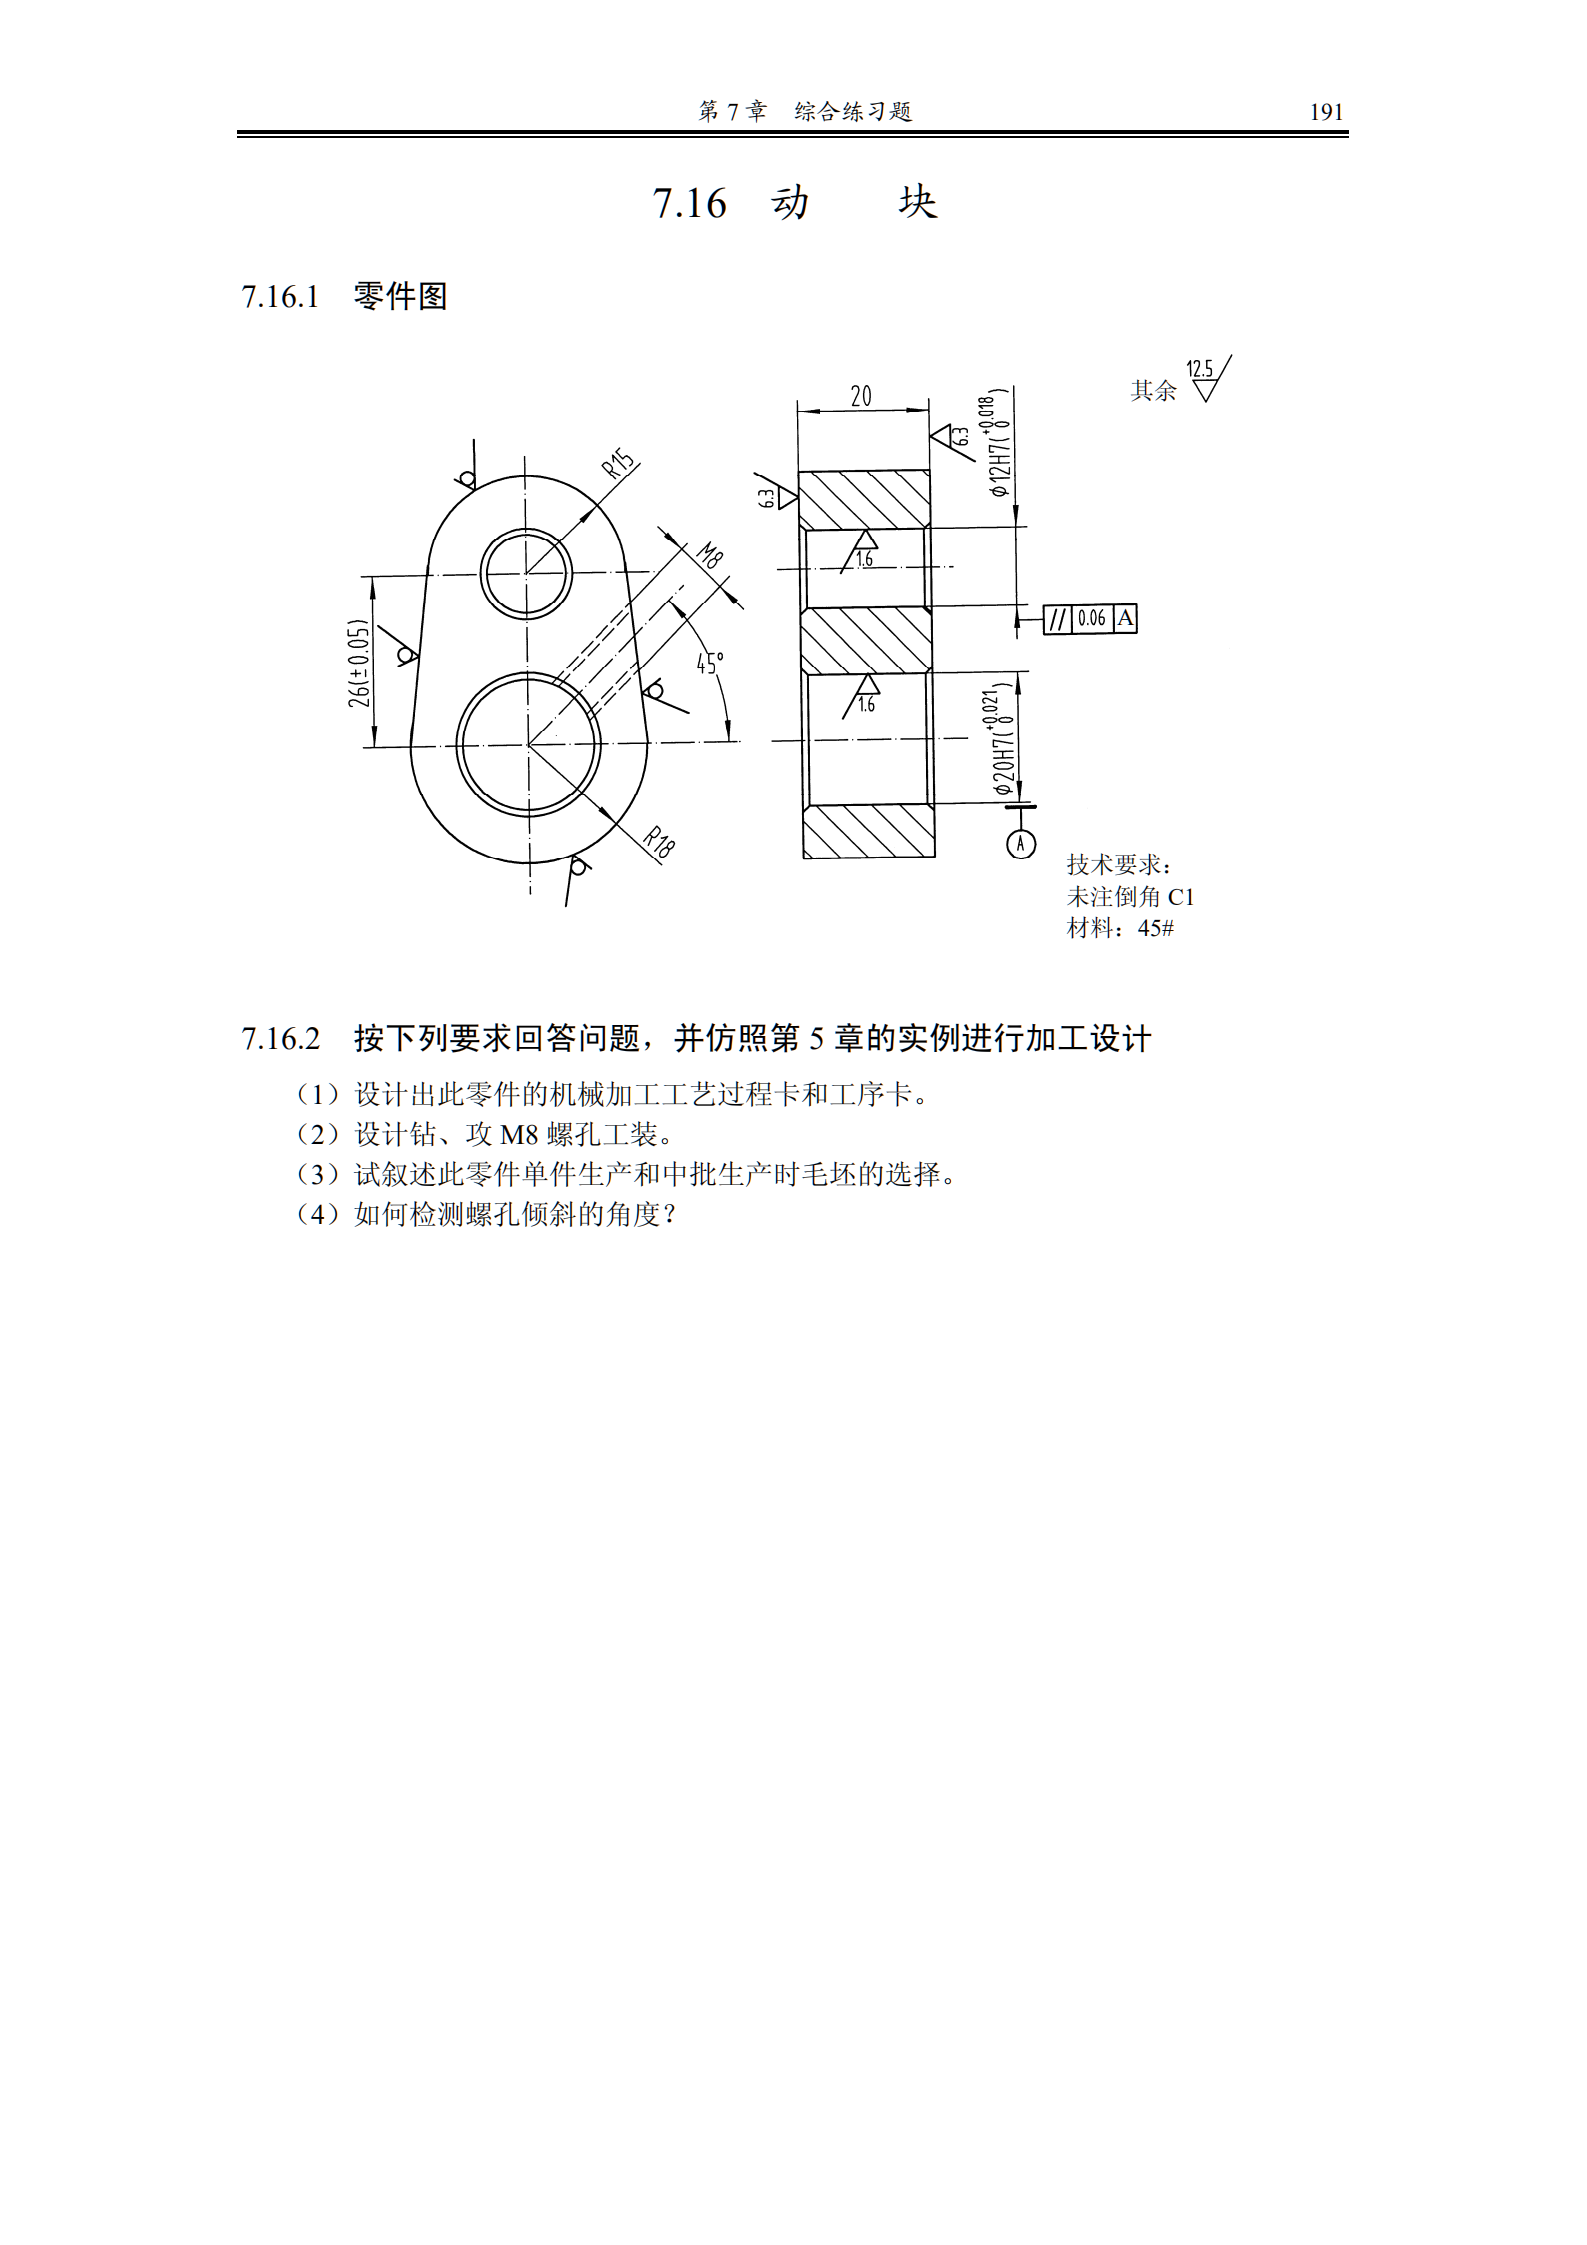 第 7 章 综合练习题 191
7.16 动 块
7.16.1 零件图
其余 12.5
20
6.3
φ12H7(+0.018 0)
R15
6.3
M8
1.6
// 0.06 A
26(±0.05)
45°
1.6
φ20H7(+0.021 0)
R18
A
技术要求：
未注倒角 C1
材料：45#
7.16.2 按下列要求回答问题，并仿照第 5 章的实例进行加工设计
（1）设计出此零件的机械加工工艺过程卡和工序卡。
（2）设计钻、攻 M8 螺孔工装。
（3）试叙述此零件单件生产和中批生产时毛坯的选择。
（4）如何检测螺孔倾斜的角度？